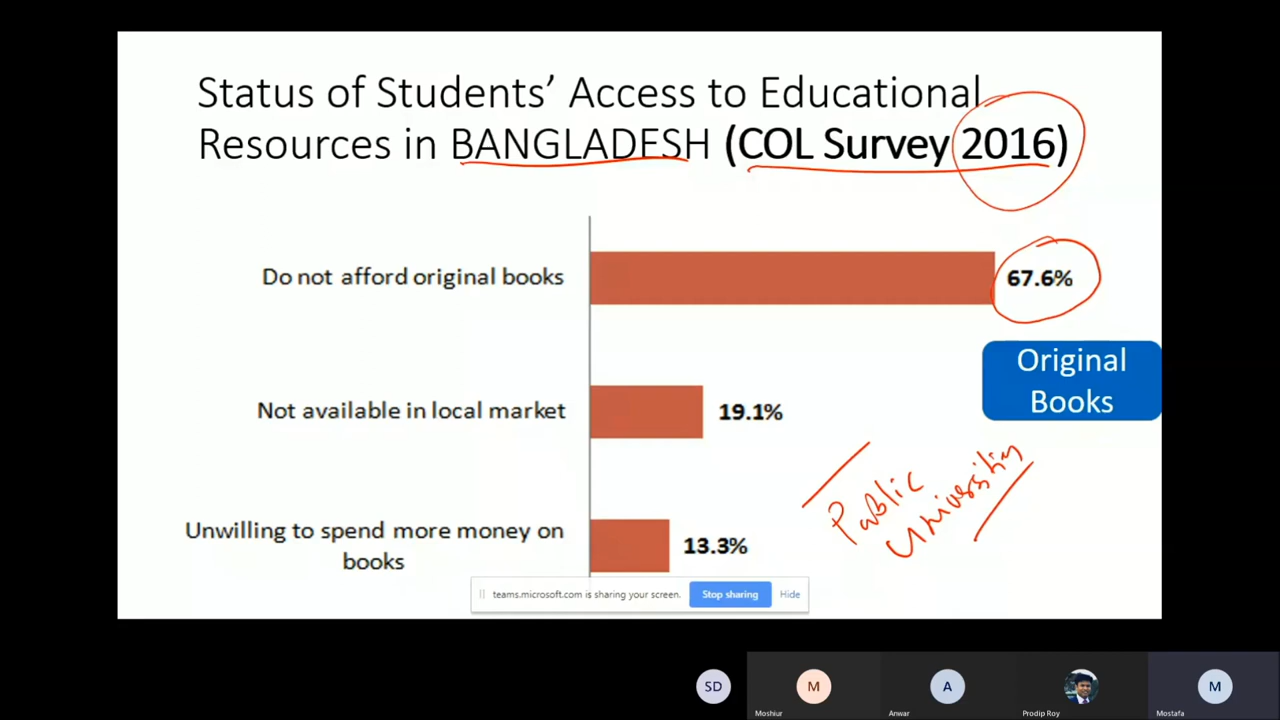 Status of Students' Access to Educational
Resources in BANGLADESH (COL Survey 2016)
Do not afford original books
67.6%
Original
Books
Not available in local market
19.1%
Public
Universities
Unwilling to spend more money on
books
13.3%
teams.microsoft.com is sharing your screen.
Stop sharing
Hide
SD
M
A
M
Moshiur
Anwar
Prodip Roy
Mostafa